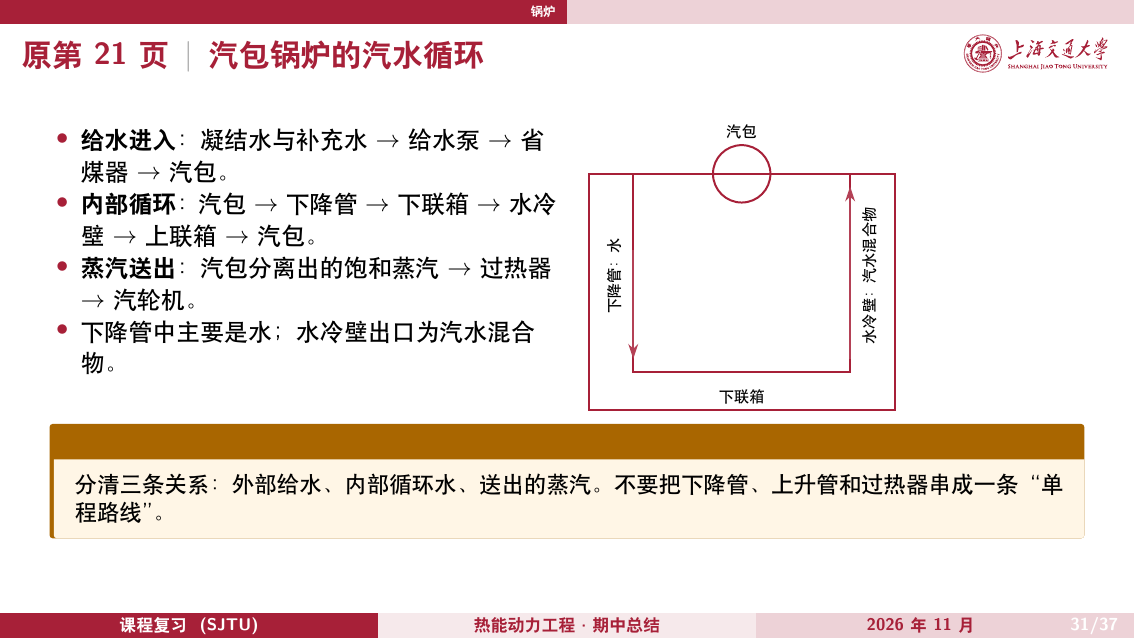 锅炉
原第 21 页 | 汽包锅炉的汽水循环
上海交通大学
SHANGHAI JIAO TONG UNIVERSITY
• 给水进入：凝结水与补充水 → 给水泵 → 省
煤器 → 汽包。
• 内部循环：汽包 → 下降管 → 下联箱 → 水冷
壁 → 上联箱 → 汽包。
• 蒸汽送出：汽包分离出的饱和蒸汽 → 过热器
→ 汽轮机。
• 下降管中主要是水；水冷壁出口为汽水混合
物。
汽包
下降管：水
水冷壁：汽水混合物
下联箱
分清三条关系：外部给水、内部循环水、送出的蒸汽。不要把下降管、上升管和过热器串成一条 “单
程路线”。
课程复习 (SJTU)
热能动力工程 · 期中总结
2026 年 11 月
31/37